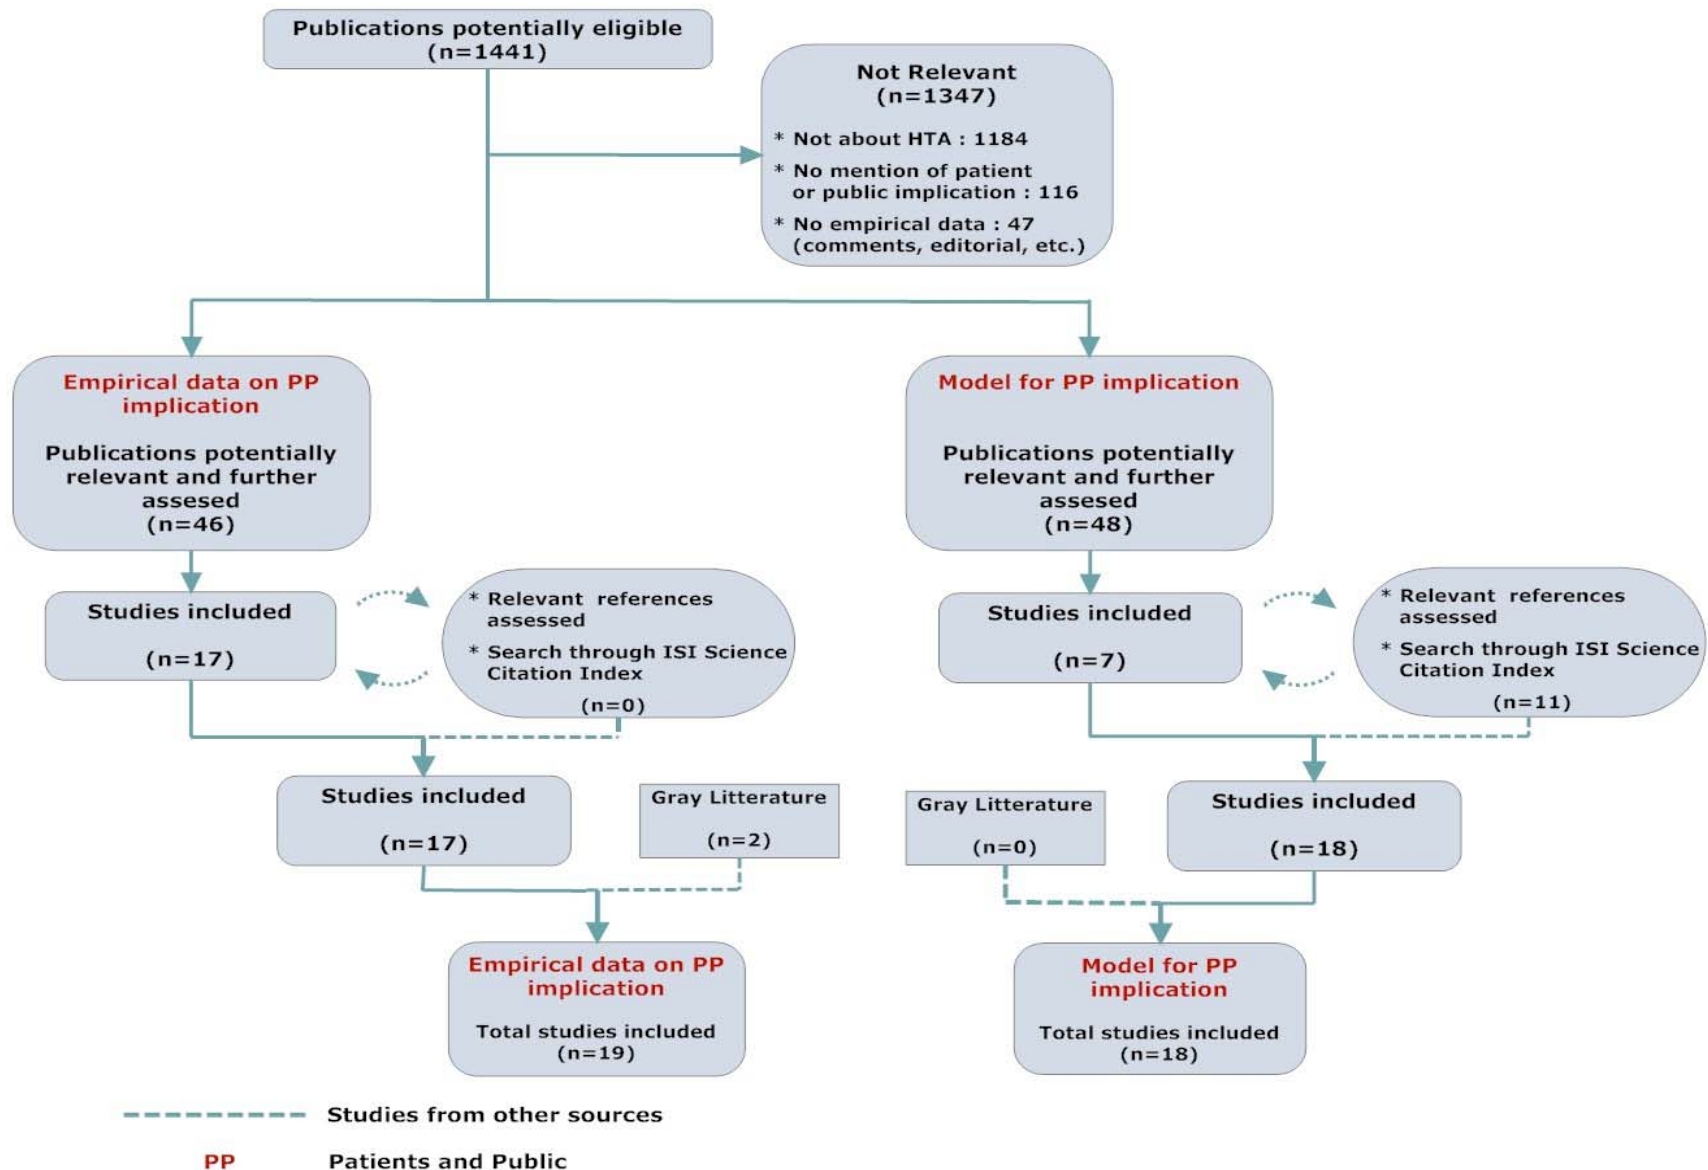 Publications potentially eligible
(n=1441)
Not Relevant
(n=1347)
* Not about HTA : 1184
* No mention of patient
or public implication : 116
* No empirical data : 47
(comments, editorial, etc.)
Empirical data on PP
implication
Publications potentially
relevant and further
assesed
(n=46)
Model for PP implication
Publications potentially
relevant and further
assesed
(n=48)
Studies included
(n=17)
* Relevant references
assessed
* Search through ISI Science
Citation Index
(n=0)
Studies included
(n=7)
* Relevant references
assessed
* Search through ISI Science
Citation Index
(n=11)
Studies included
(n=17)
Gray Litterature
(n=2)
Gray Litterature
(n=0)
Studies included
(n=18)
Empirical data on PP
implication
Total studies included
(n=19)
Model for PP
implication
Total studies included
(n=18)
Studies from other sources
PP Patients and Public